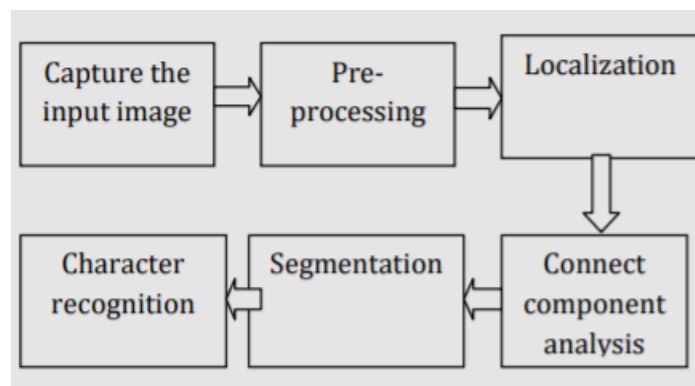 Capture the
input image
Pre-
processing
Localization
Connect
component
analysis
Segmentation
Character
recognition